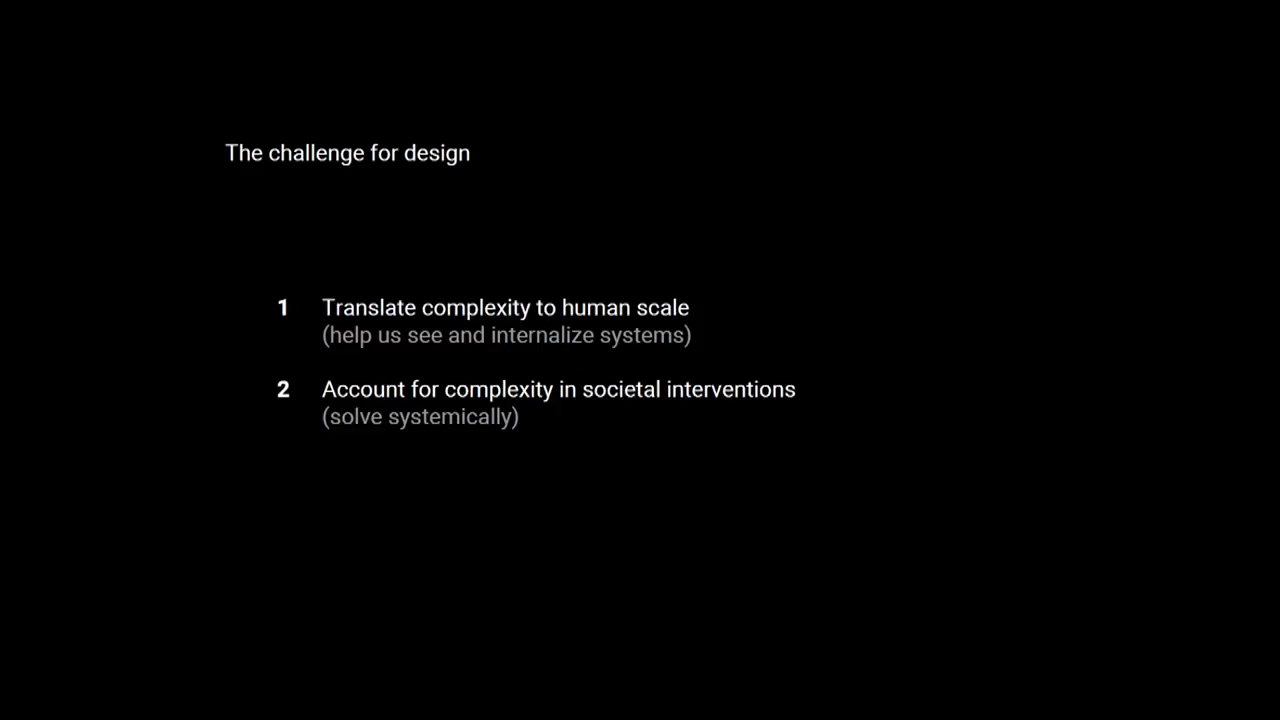 The challenge for design
1 Translate complexity to human scale
(help us see and internalize systems)
2 Account for complexity in societal interventions
(solve systemically)